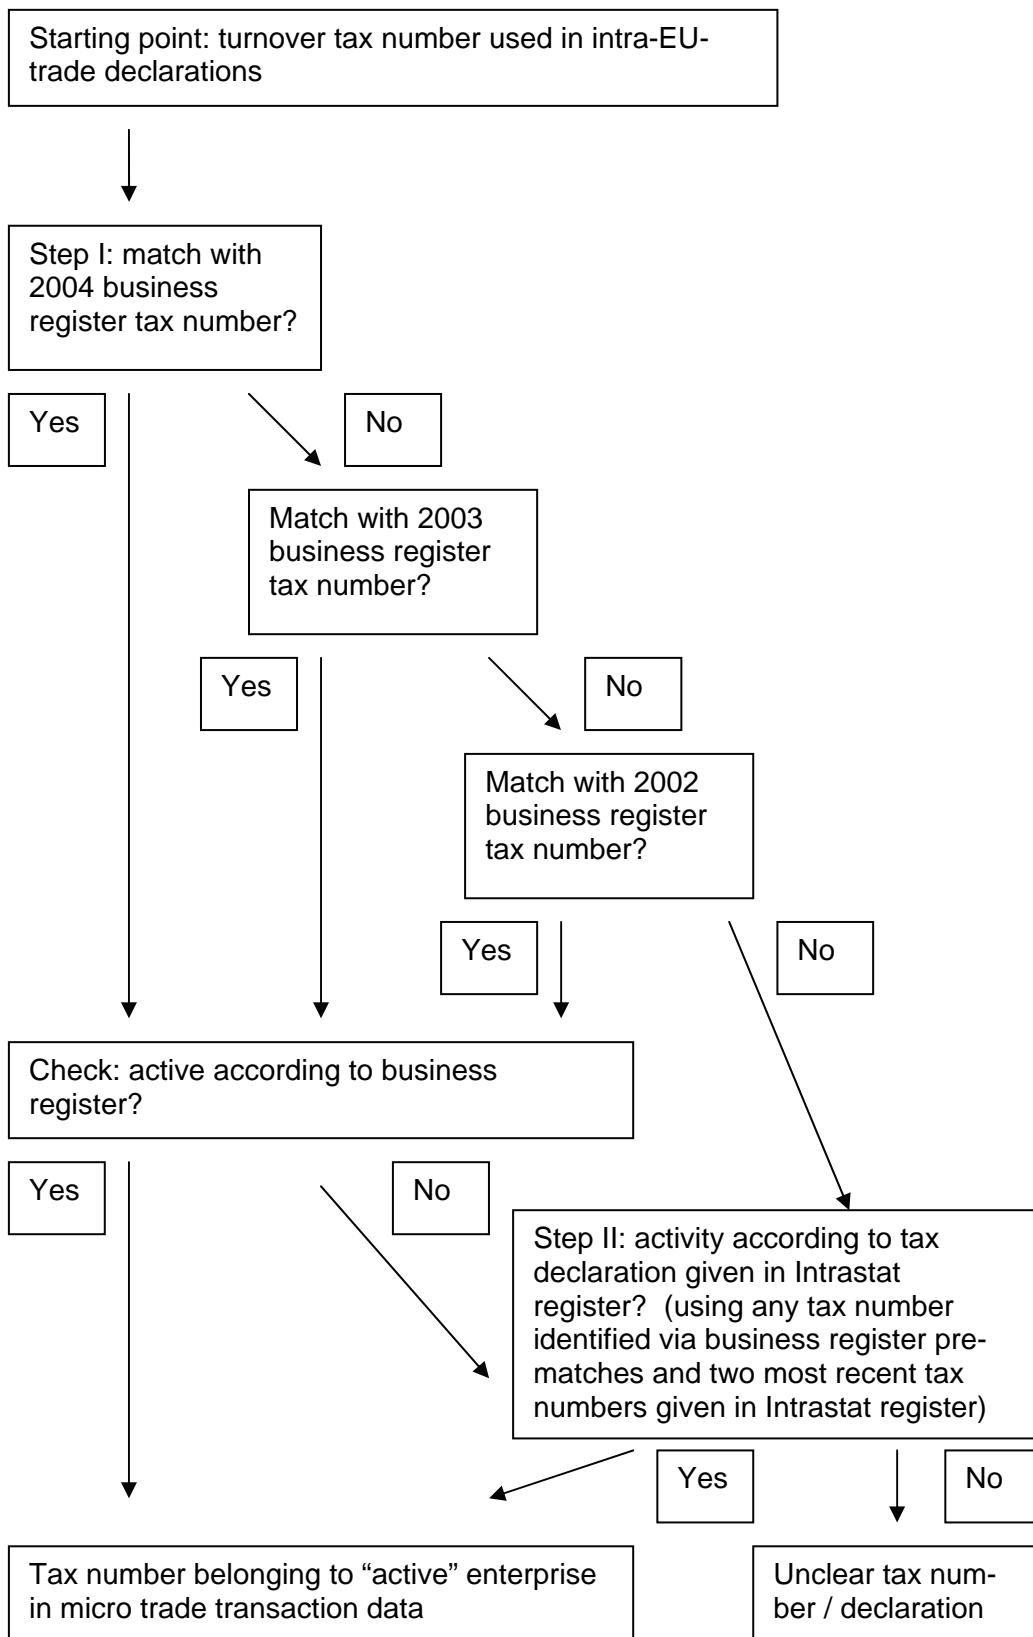 Starting point: turnover tax number used in intra-EU-
trade declarations
Step I: match with
2004 business
register tax number?
Yes
No
Match with 2003
business register
tax number?
Yes
No
Match with 2002
business register
tax number?
Yes
No
Check: active according to business
register?
Yes
No
Step II: activity according to tax
declaration given in Intrastat
register?  (using any tax number
identified via business register pre-
matches and two most recent tax
numbers given in Intrastat register)
Yes
No
Tax number belonging to “active” enterprise
in micro trade transaction data
Unclear tax num-
ber / declaration